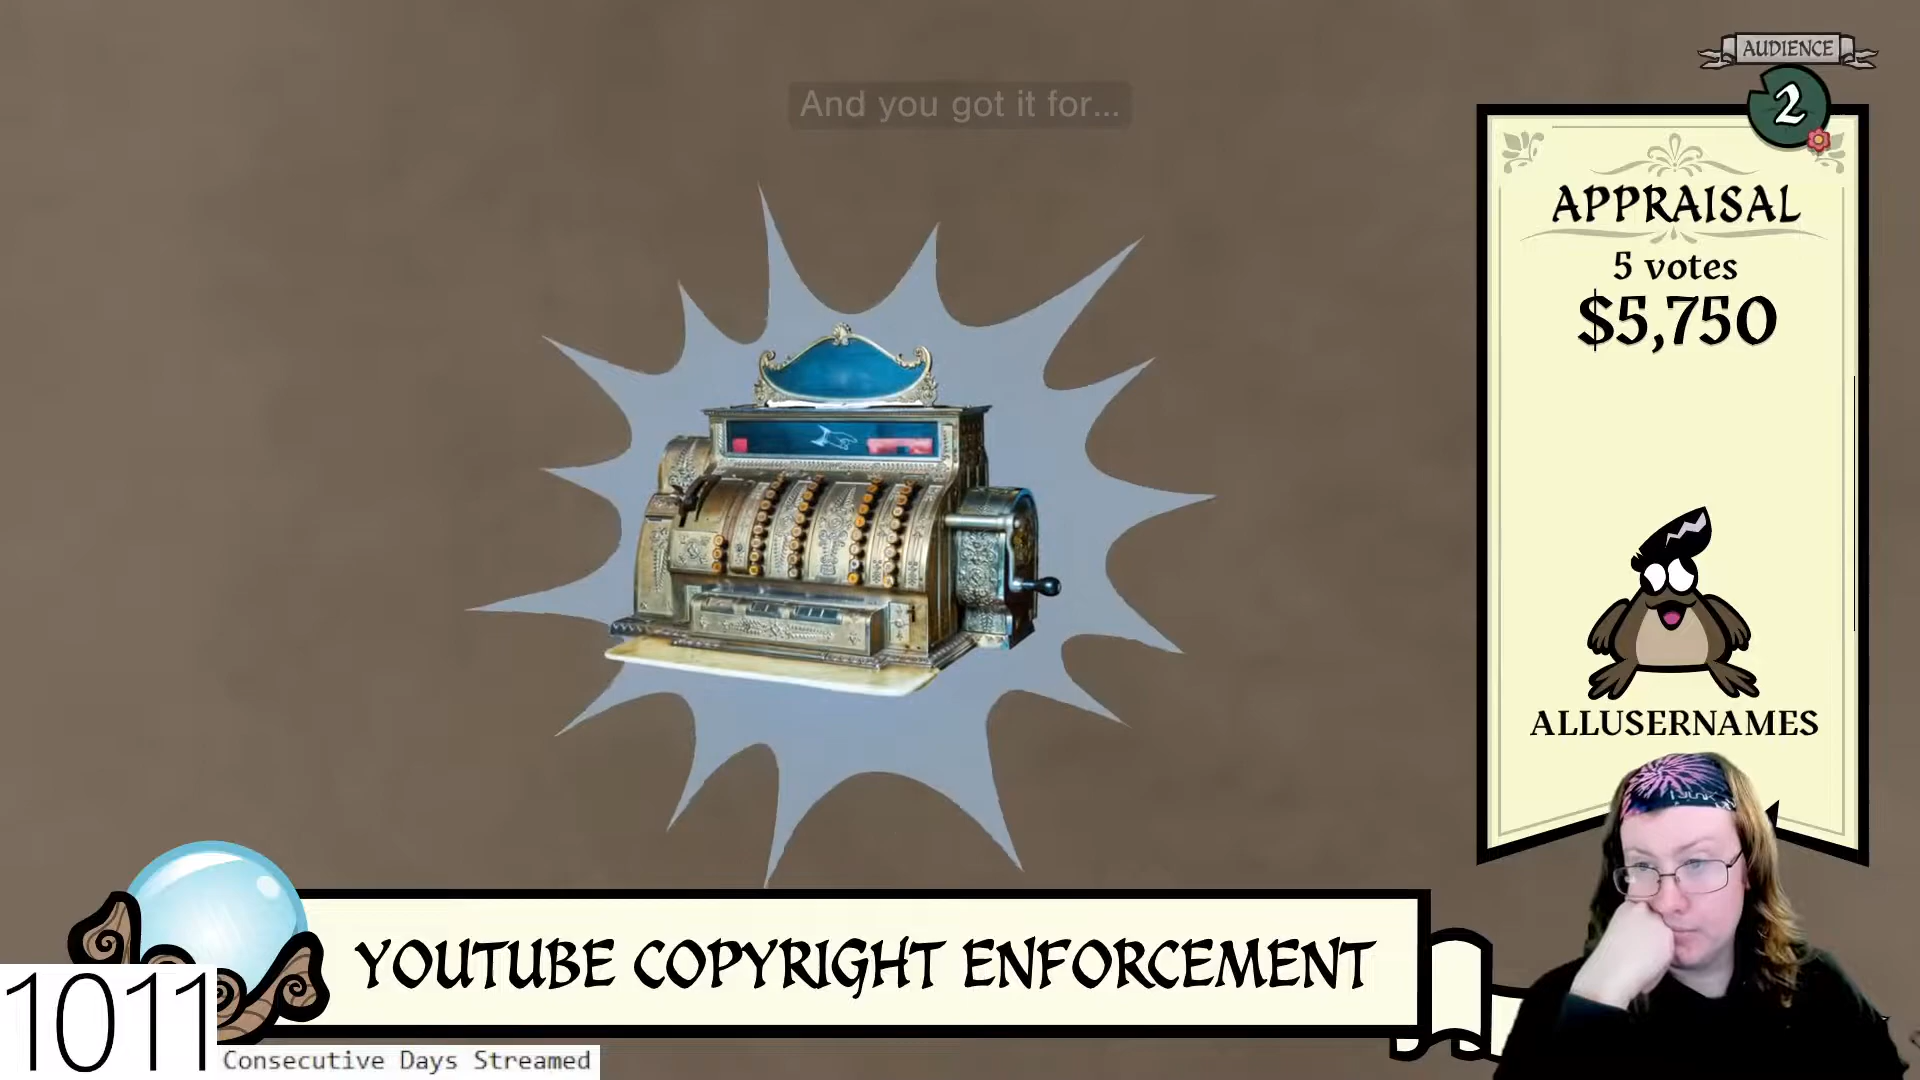 AUDIENCE
2
And you got it for...
APPRAISAL
5 votes
$5,750
ALLUSERNAMES
YOUTUBE COPYRIGHT ENFORCEMENT
1011
Consecutive Days Streamed